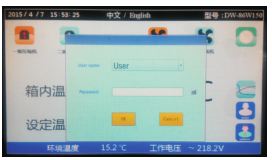 2015 / 4 / 7 15 : 53 : 25 中文 / English 型号 : DW-86W150
User name User
箱内温
Password
设定温
OK Cancel
环境温度 15.2 °C 工作电压 ~ 218.2V